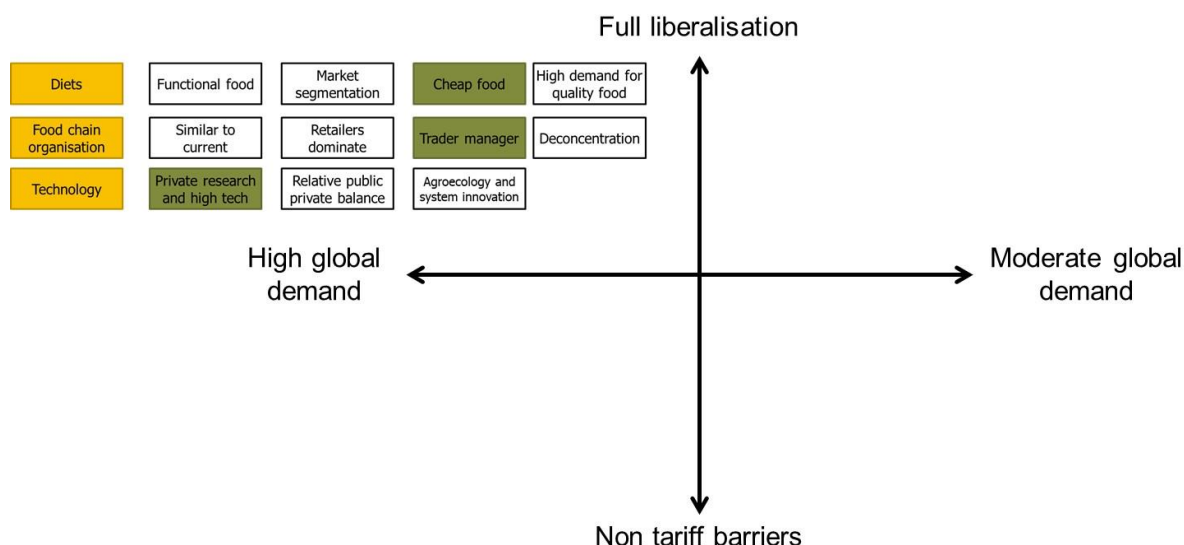 Full liberalisation
Diets
Functional food
Market
segmentation
Cheap food
High demand for
quality food
Food chain
organisation
Similar to
current
Retailers
dominate
Trader manager
Deconcentration
Technology
Private research
and high tech
Relative public
private balance
Agroecology and
system innovation
High global
demand
Moderate global
demand
Non tariff barriers